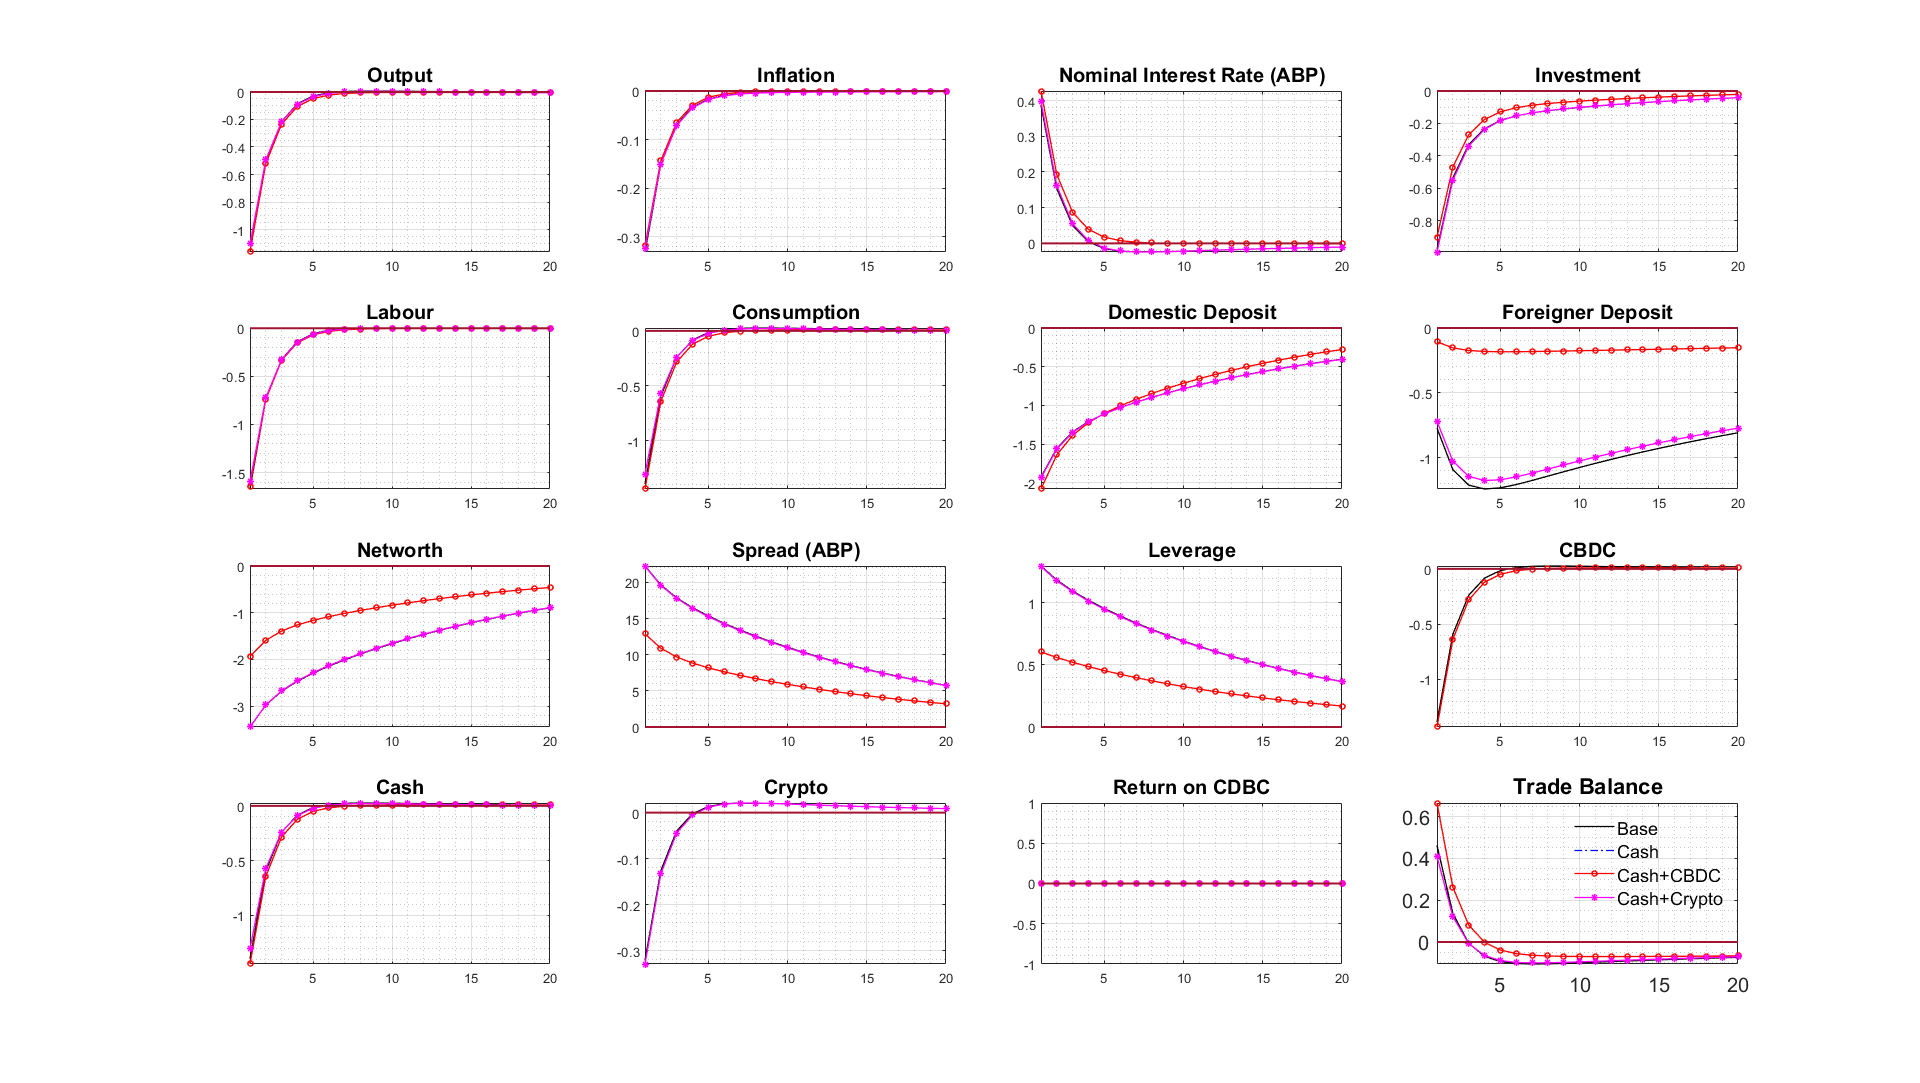 Output
0
-0.2
-0.4
-0.6
-0.8
-1
5 10 15 20
Inflation
0
-0.1
-0.2
-0.3
5 10 15 20
Nominal Interest Rate (ABP)
0.4
0.3
0.2
0.1
0
5 10 15 20
Investment
0
-0.2
-0.4
-0.6
-0.8
5 10 15 20
Labour
0
-0.5
-1
-1.5
5 10 15 20
Consumption
0
-0.5
-1
5 10 15 20
Domestic Deposit
0
-0.5
-1
-1.5
-2
5 10 15 20
Foreigner Deposit
0
-0.5
-1
5 10 15 20
Networth
0
-1
-2
-3
5 10 15 20
Spread (ABP)
20
15
10
5
0
5 10 15 20
Leverage
1
0.5
0
5 10 15 20
CBDC
0
-0.5
-1
5 10 15 20
Cash
0
-0.5
-1
5 10 15 20
Crypto
0
-0.1
-0.2
-0.3
5 10 15 20
Return on CDBC
1
0.5
0
-0.5
-1
5 10 15 20
Trade Balance
0.6
0.4
0.2
0
5 10 15 20
Base
Cash
Cash+CBDC
Cash+Crypto